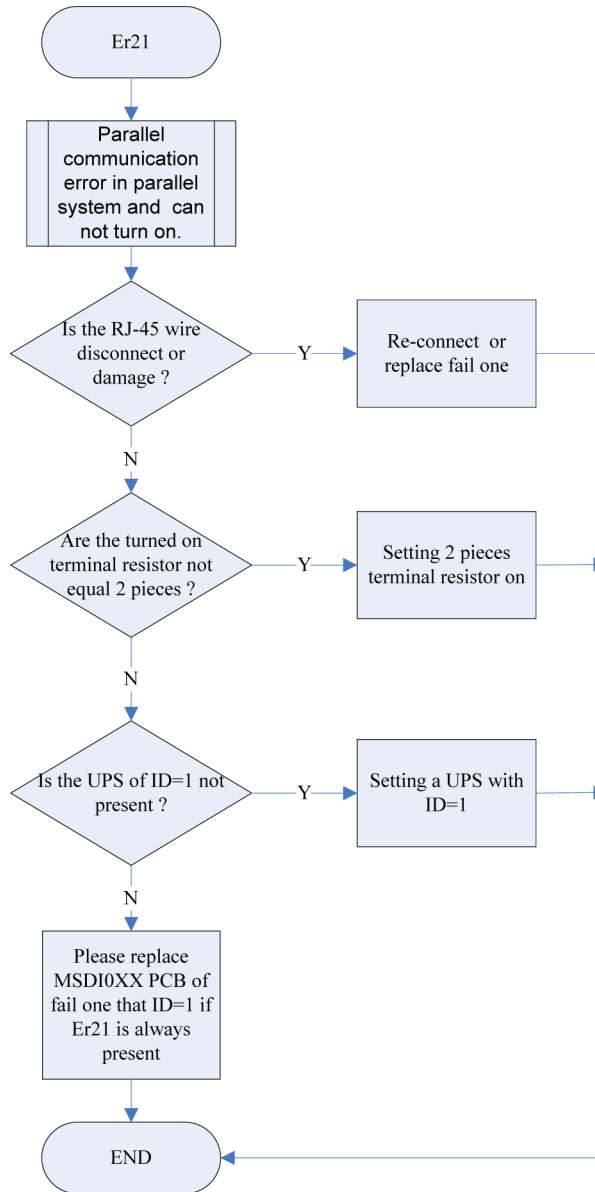 Er21
Parallel
communication
error in parallel
system and can
not turn on.
Is the RJ-45 wire
disconnect or
damage ?
Y
Re-connect or
replace fail one
N
Are the turned on
terminal resistor not
equal 2 pieces ?
Y
Setting 2 pieces
terminal resistor on
N
Is the UPS of ID=1 not
present ?
Y
Setting a UPS with
ID=1
N
Please replace
MSDI0XX PCB of
fail one that ID=1 if
Er21 is always
present
END